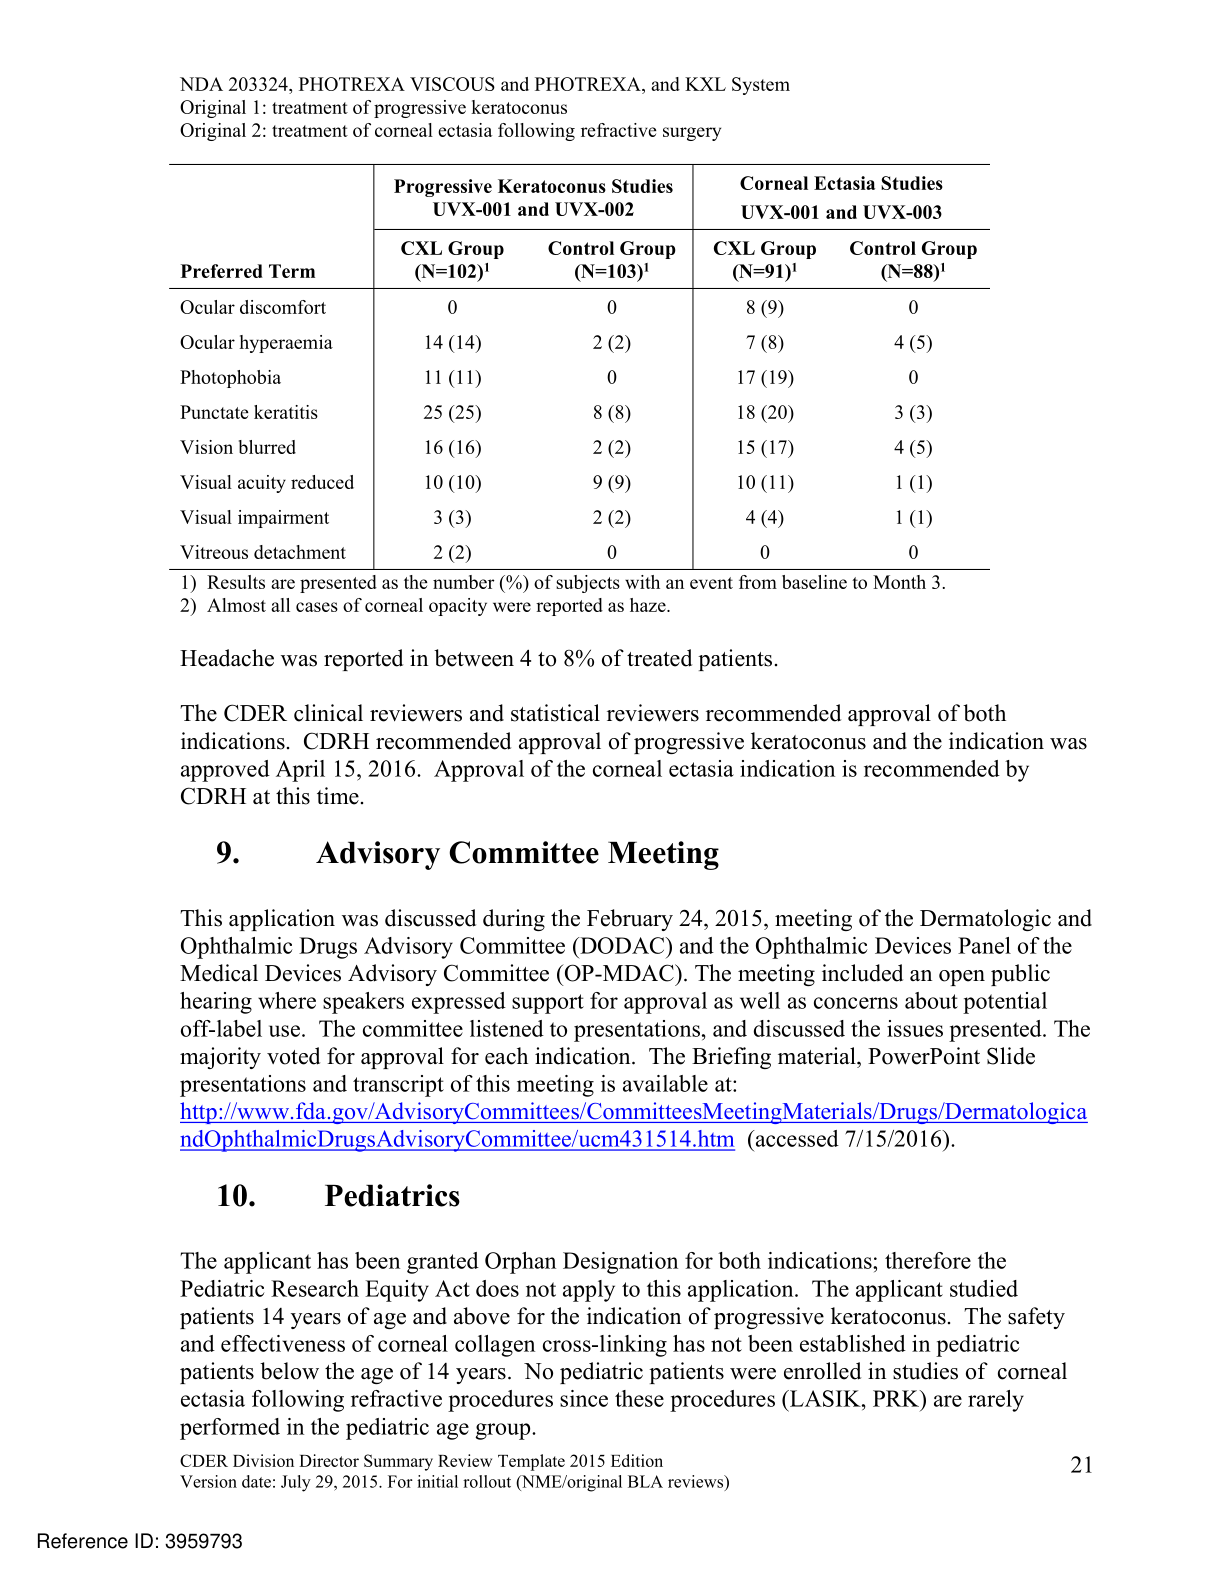 NDA 203324, PHOTREXA VISCOUS and PHOTREXA, and KXL System
Original 1: treatment of progressive keratoconus
Original 2: treatment of corneal ectasia following refractive surgery
Progressive Keratoconus Studies UVX-001 and UVX-002 Corneal Ectasia Studies UVX-001 and UVX-003
Preferred Term CXL Group (N=102)1 Control Group (N=103)1 CXL Group (N=91)1 Control Group (N=88)1
Ocular discomfort 0 0 8 (9) 0
Ocular hyperaemia 14 (14) 2 (2) 7 (8) 4 (5)
Photophobia 11 (11) 0 17 (19) 0
Punctate keratitis 25 (25) 8 (8) 18 (20) 3 (3)
Vision blurred 16 (16) 2 (2) 15 (17) 4 (5)
Visual acuity reduced 10 (10) 9 (9) 10 (11) 1 (1)
Visual impairment 3 (3) 2 (2) 4 (4) 1 (1)
Vitreous detachment 2 (2) 0 0 0
1) Results are presented as the number (%) of subjects with an event from baseline to Month 3.
2) Almost all cases of corneal opacity were reported as haze.
Headache was reported in between 4 to 8% of treated patients.
The CDER clinical reviewers and statistical reviewers recommended approval of both
indications. CDRH recommended approval of progressive keratoconus and the indication was
approved April 15, 2016. Approval of the corneal ectasia indication is recommended by
CDRH at this time.
9. Advisory Committee Meeting
This application was discussed during the February 24, 2015, meeting of the Dermatologic and
Ophthalmic Drugs Advisory Committee (DODAC) and the Ophthalmic Devices Panel of the
Medical Devices Advisory Committee (OP-MDAC). The meeting included an open public
hearing where speakers expressed support for approval as well as concerns about potential
off-label use. The committee listened to presentations, and discussed the issues presented. The
majority voted for approval for each indication. The Briefing material, PowerPoint Slide
presentations and transcript of this meeting is available at:
http://www.fda.gov/AdvisoryCommittees/CommitteesMeetingMaterials/Drugs/Dermatologica
ndOphthalmicDrugsAdvisoryCommittee/ucm431514.htm (accessed 7/15/2016).
10. Pediatrics
The applicant has been granted Orphan Designation for both indications; therefore the
Pediatric Research Equity Act does not apply to this application. The applicant studied
patients 14 years of age and above for the indication of progressive keratoconus. The safety
and effectiveness of corneal collagen cross-linking has not been established in pediatric
patients below the age of 14 years. No pediatric patients were enrolled in studies of corneal
ectasia following refractive procedures since these procedures (LASIK, PRK) are rarely
performed in the pediatric age group.
CDER Division Director Summary Review Template 2015 Edition
Version date: July 29, 2015. For initial rollout (NME/original BLA reviews)
21
Reference ID: 3959793